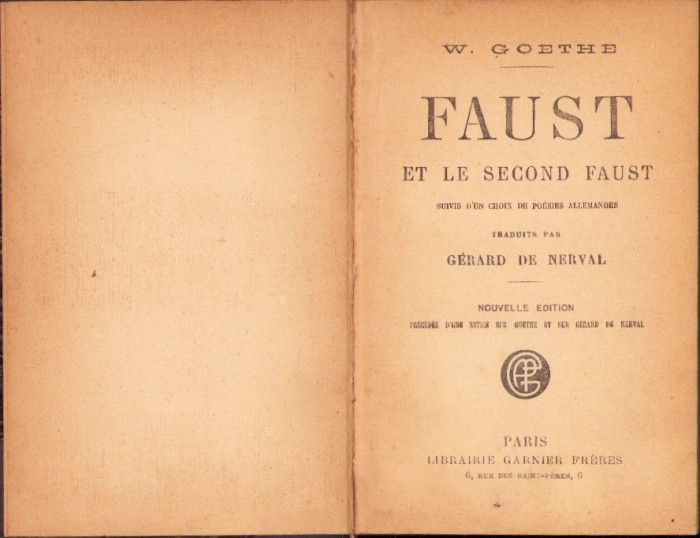 W. GOETHE
FAUST
ET LE SECOND FAUST
SUIVIS D'UN CHOIX DE POÉSIES ALLEMANDES
TRADUITS PAR
GÉRARD DE NERVAL
NOUVELLE EDITION
PRÉCÉDÉE D'UNE NOTICE SUR GOETHE ET SUR GÉRARD DE NERVAL
PARIS
LIBRAIRIE GARNIER FRÈRES
6, RUE DES SAINTS-PÈRES, 6